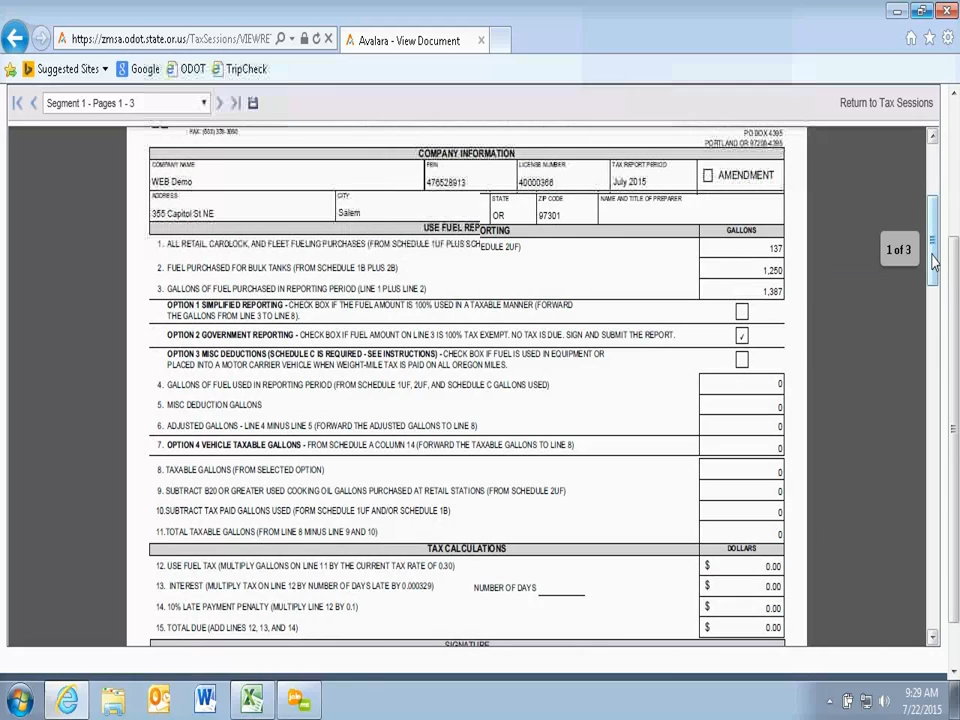 https://zmsa.odot.state.or.us/TaxSessions/VIEWRE
Avalara - View Document
Suggested Sites
Google
ODOT
TripCheck
Segment 1 - Pages 1 - 3
Return to Tax Sessions
PO BOX 4395
PORTLAND OR 97208-4395
COMPANY INFORMATION
COMPANY NAME
WEB Demo
FEIN
476528913
LICENSE NUMBER
40000366
TAX REPORT PERIOD
July 2015
AMENDMENT
ADDRESS
355 Capitol St NE
CITY
Salem
STATE
OR
ZIP CODE
97301
NAME AND TITLE OF PREPARER
USE FUEL REPORTING
GALLONS
1. ALL RETAIL, CARDLOCK, AND FLEET FUELING PURCHASES (FROM SCHEDULE 1UF PLUS SCHEDULE 2UF)
137
2. FUEL PURCHASED FOR BULK TANKS (FROM SCHEDULE 1B PLUS 2B)
1,250
3. GALLONS OF FUEL PURCHASED IN REPORTING PERIOD (LINE 1 PLUS LINE 2)
1,387
OPTION 1 SIMPLIFIED REPORTING - CHECK BOX IF THE FUEL AMOUNT IS 100% USED IN A TAXABLE MANNER (FORWARD
THE GALLONS FROM LINE 3 TO LINE 8).
OPTION 2 GOVERNMENT REPORTING - CHECK BOX IF FUEL AMOUNT ON LINE 3 IS 100% TAX EXEMPT. NO TAX IS DUE. SIGN AND SUBMIT THE REPORT.
✓
OPTION 3 MISC DEDUCTIONS (SCHEDULE C IS REQUIRED - SEE INSTRUCTIONS) - CHECK BOX IF FUEL IS USED IN EQUIPMENT OR
PLACED INTO A MOTOR CARRIER VEHICLE WHEN WEIGHT-MILE TAX IS PAID ON ALL OREGON MILES.
4. GALLONS OF FUEL USED IN REPORTING PERIOD (FROM SCHEDULE 1UF, 2UF, AND SCHEDULE C GALLONS USED)
0
5. MISC DEDUCTION GALLONS
0
6. ADJUSTED GALLONS - LINE 4 MINUS LINE 5 (FORWARD THE ADJUSTED GALLONS TO LINE 8)
0
7. OPTION 4 VEHICLE TAXABLE GALLONS - FROM SCHEDULE A COLUMN 14 (FORWARD THE TAXABLE GALLONS TO LINE 8)
0
8. TAXABLE GALLONS (FROM SELECTED OPTION)
0
9. SUBTRACT B20 OR GREATER USED COOKING OIL GALLONS PURCHASED AT RETAIL STATIONS (FROM SCHEDULE 2UF)
0
10.SUBTRACT TAX PAID GALLONS USED (FORM SCHEDULE 1UF AND/OR SCHEDULE 1B)
0
11.TOTAL TAXABLE GALLONS (FROM LINE 8 MINUS LINE 9 AND 10)
0
TAX CALCULATIONS
DOLLARS
12. USE FUEL TAX (MULTIPLY GALLONS ON LINE 11 BY THE CURRENT TAX RATE OF 0.30)
$ 0.00
13. INTEREST (MULTIPLY TAX ON LINE 12 BY NUMBER OF DAYS LATE BY 0.000329)
NUMBER OF DAYS
$ 0.00
14. 10% LATE PAYMENT PENALTY (MULTIPLY LINE 12 BY 0.1)
$ 0.00
15. TOTAL DUE (ADD LINES 12, 13, AND 14)
$ 0.00
SIGNATURE
1 of 3
9:29 AM
7/22/2015